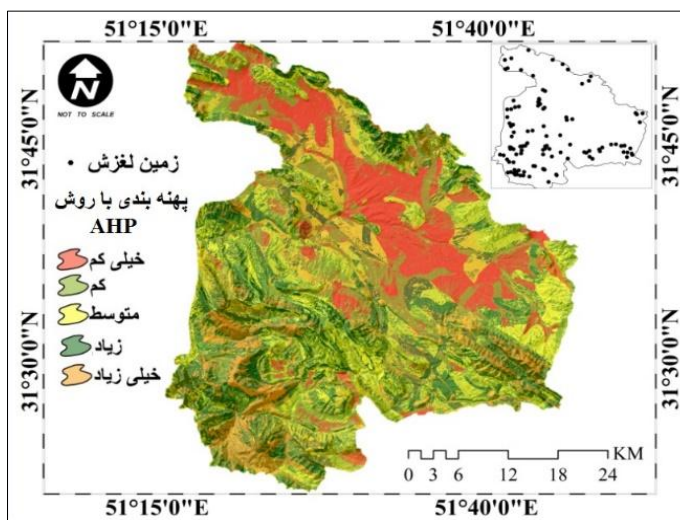 51°15'0"E
51°40'0"E
N
NOT TO SCALE
31°45'0"N
31°45'0"N
زمین لغزش
پهنه بندی با روش
AHP
خیلی کم
کم
متوسط
زیاد
خیلی زیاد
31°30'0"N
31°30'0"N
KM
0 3 6 12 18 24
51°15'0"E
51°40'0"E